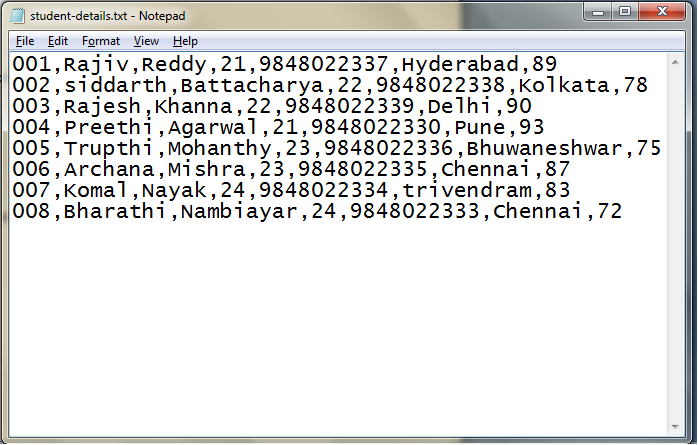 student-details.txt - Notepad
File Edit Format View Help
001,Rajiv,Reddy,21,9848022337,Hyderabad,89
002,siddarth,Battacharya,22,9848022338,Kolkata,78
003,Rajesh,Khanna,22,9848022339,Delhi,90
004,Preethi,Agarwal,21,9848022330,Pune,93
005,Trupthi,Mohanthy,23,9848022336,Bhuwaneshwar,75
006,Archana,Mishra,23,9848022335,Chennai,87
007,Komal,Nayak,24,9848022334,trivendram,83
008,Bharathi,Nambiayar,24,9848022333,Chennai,72